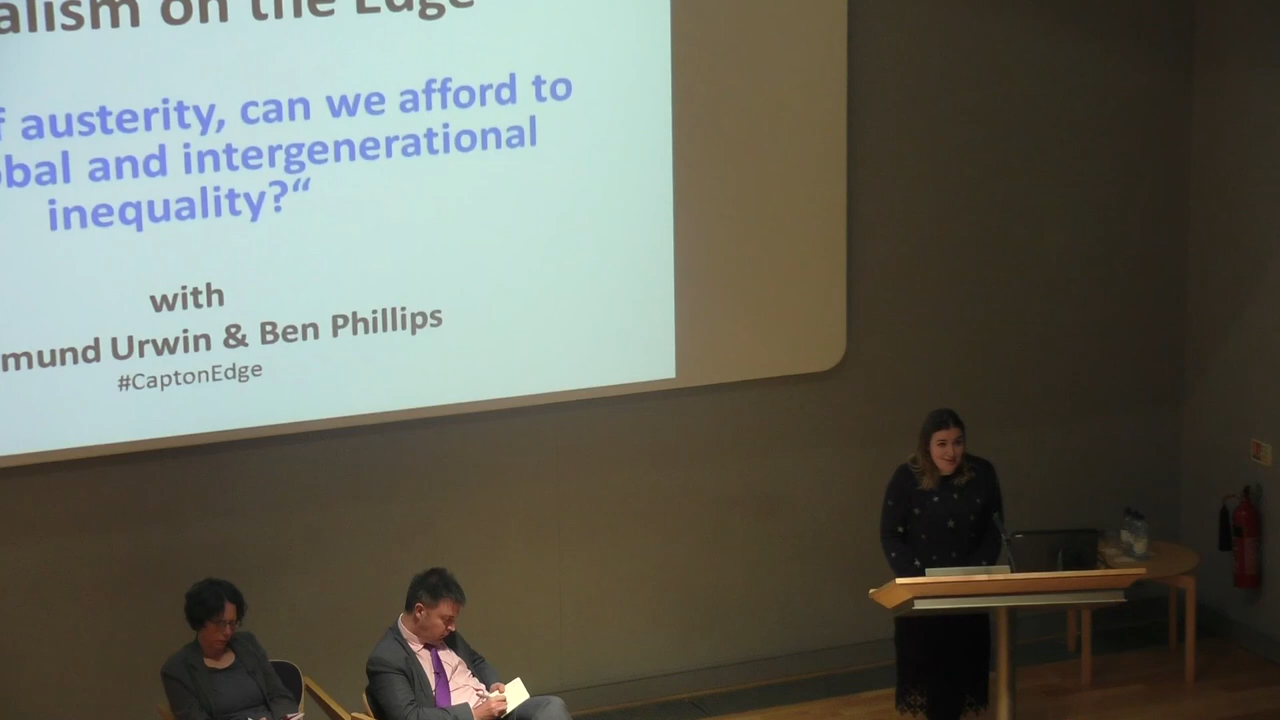 alism on the Edge
f austerity, can we afford to
obal and intergenerational
inequality?“
with
mund Urwin & Ben Phillips
#CaptonEdge